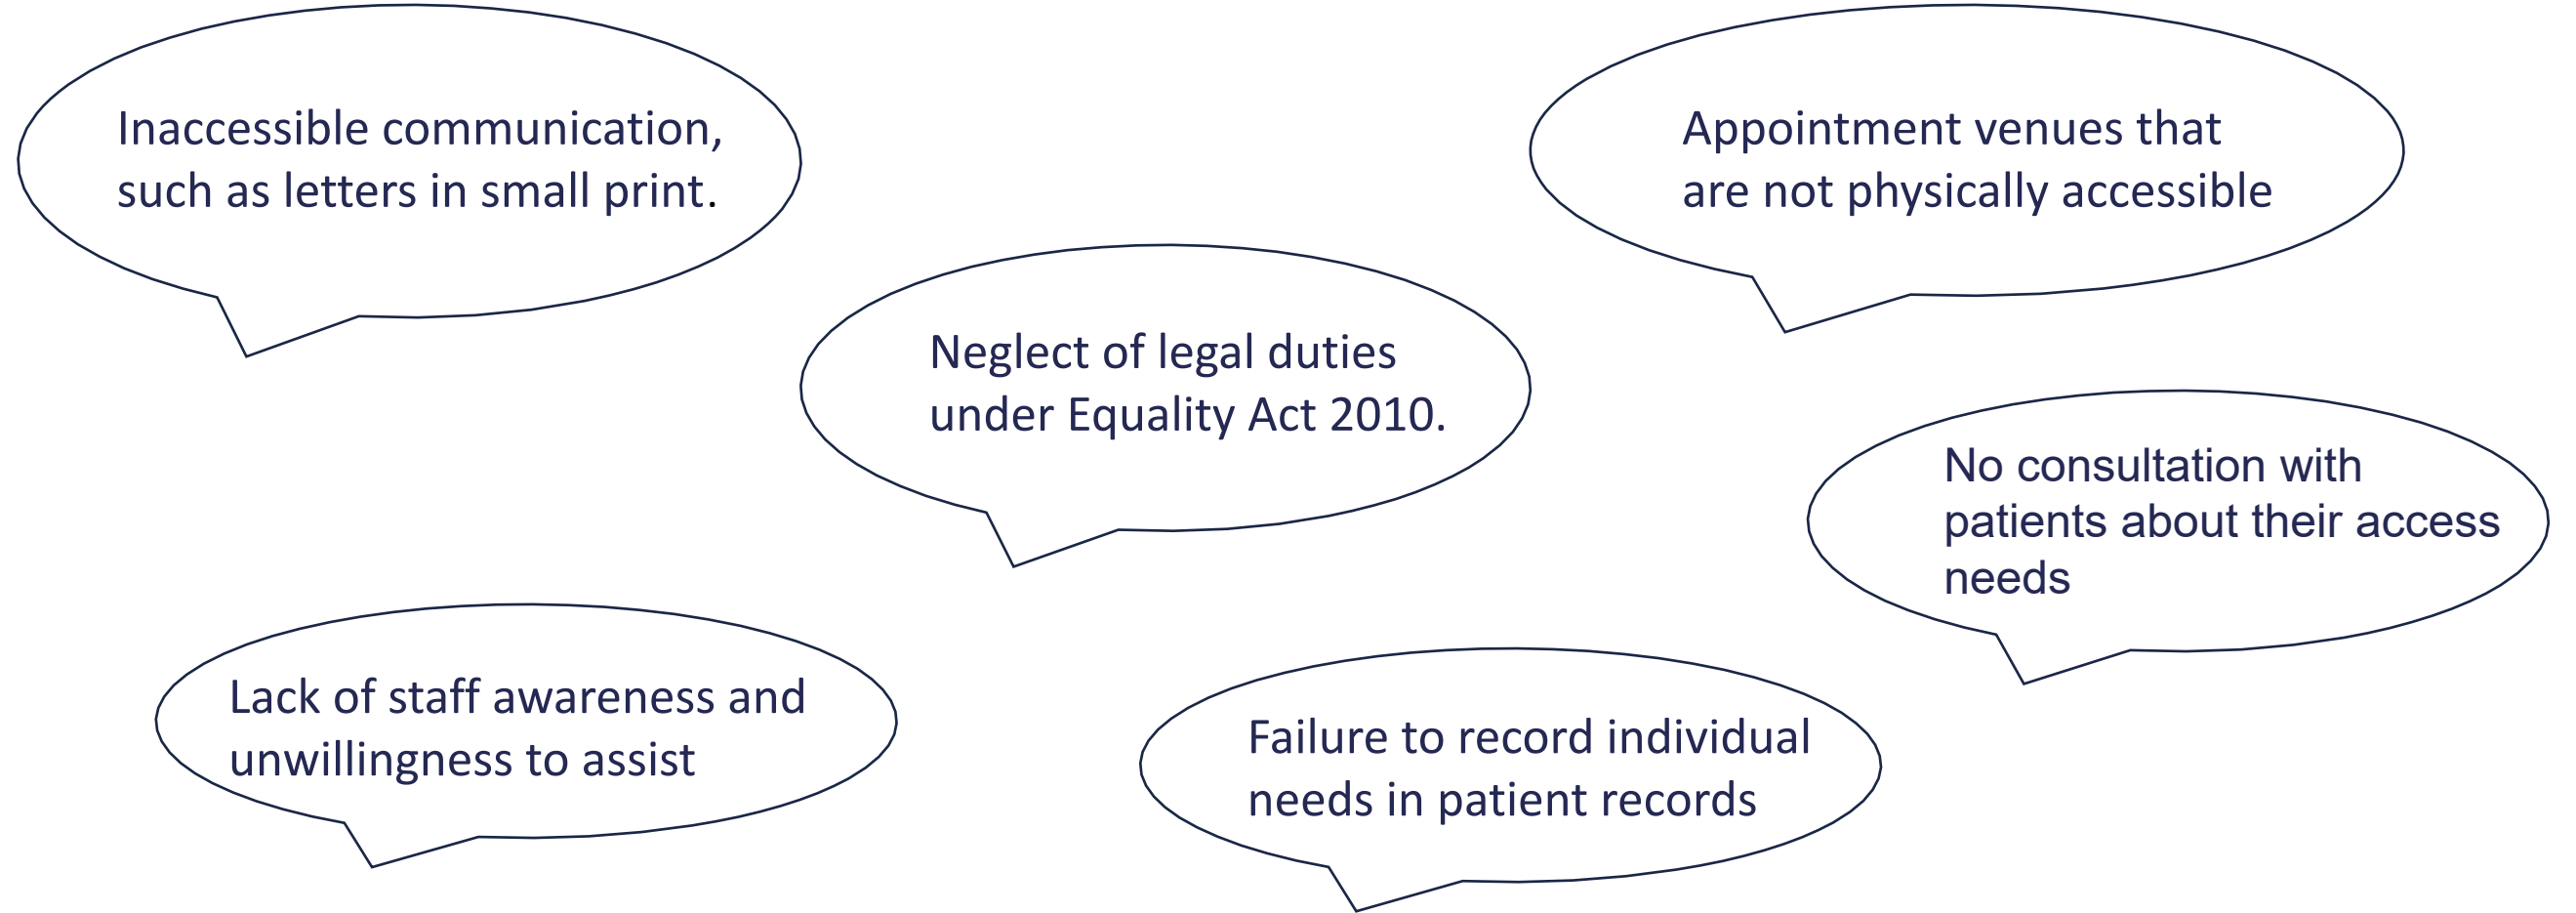 Inaccessible communication,
such as letters in small print.
Appointment venues that
are not physically accessible
Neglect of legal duties
under Equality Act 2010.
No consultation with
patients about their access
needs
Lack of staff awareness and
unwillingness to assist
Failure to record individual
needs in patient records